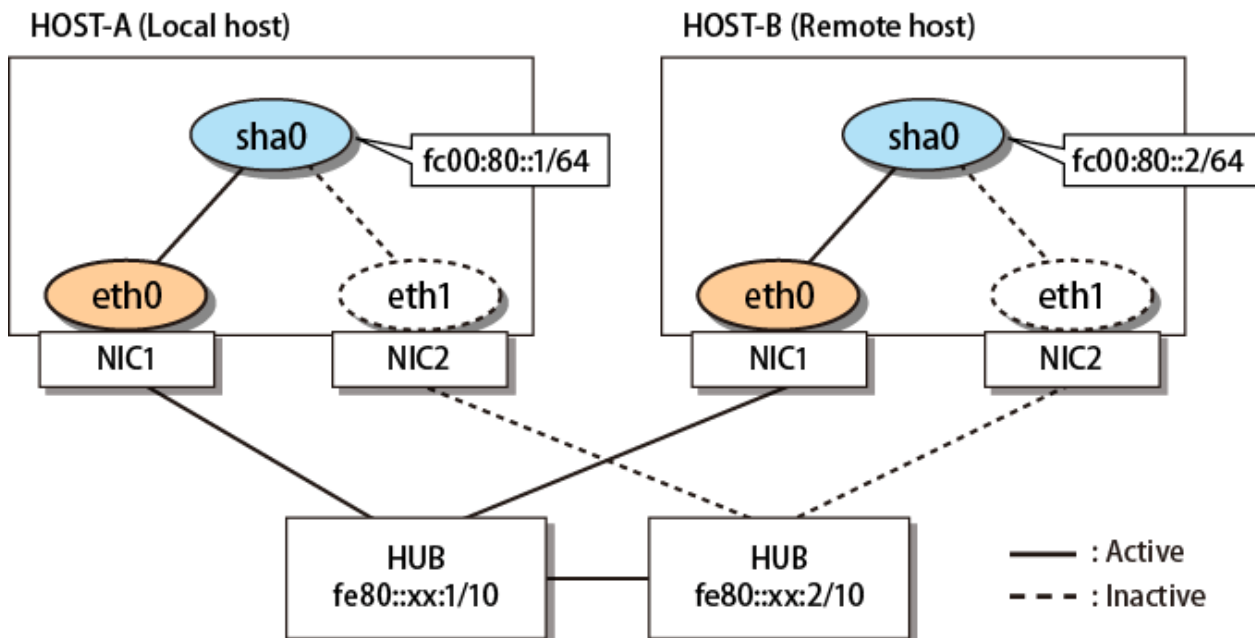 HOST-A (Local host)
HOST-B (Remote host)
sha0
fc00:80::1/64
sha0
fc00:80::2/64
eth0
eth1
eth0
eth1
NIC1
NIC2
NIC1
NIC2
HUB
fe80::xx:1/10
HUB
fe80::xx:2/10
: Active
: Inactive